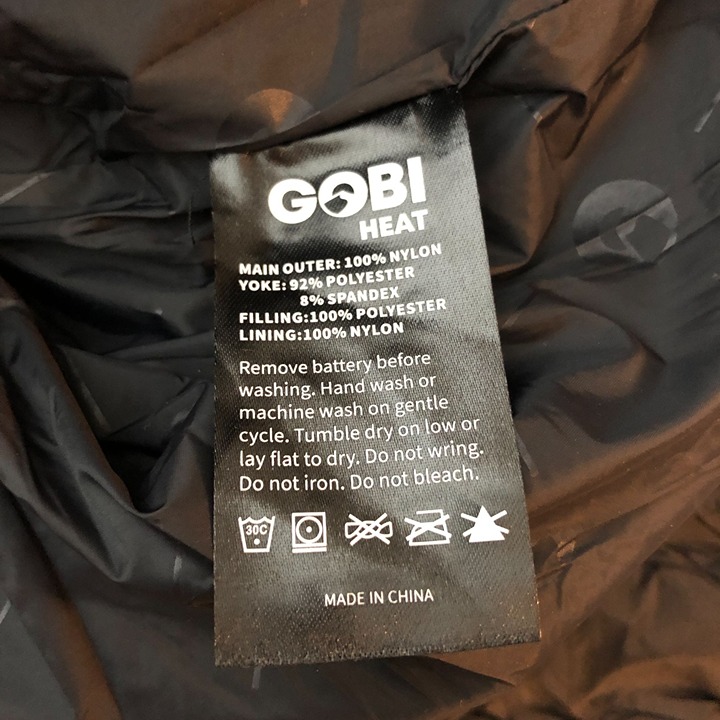 GOBI
HEAT
MAIN OUTER: 100% NYLON
YOKE: 92% POLYESTER
8% SPANDEX
FILLING:100% POLYESTER
LINING:100% NYLON
Remove battery before
washing. Hand wash or
machine wash on gentle
cycle. Tumble dry on low or
lay flat to dry. Do not wring.
Do not iron. Do not bleach.
30C
MADE IN CHINA